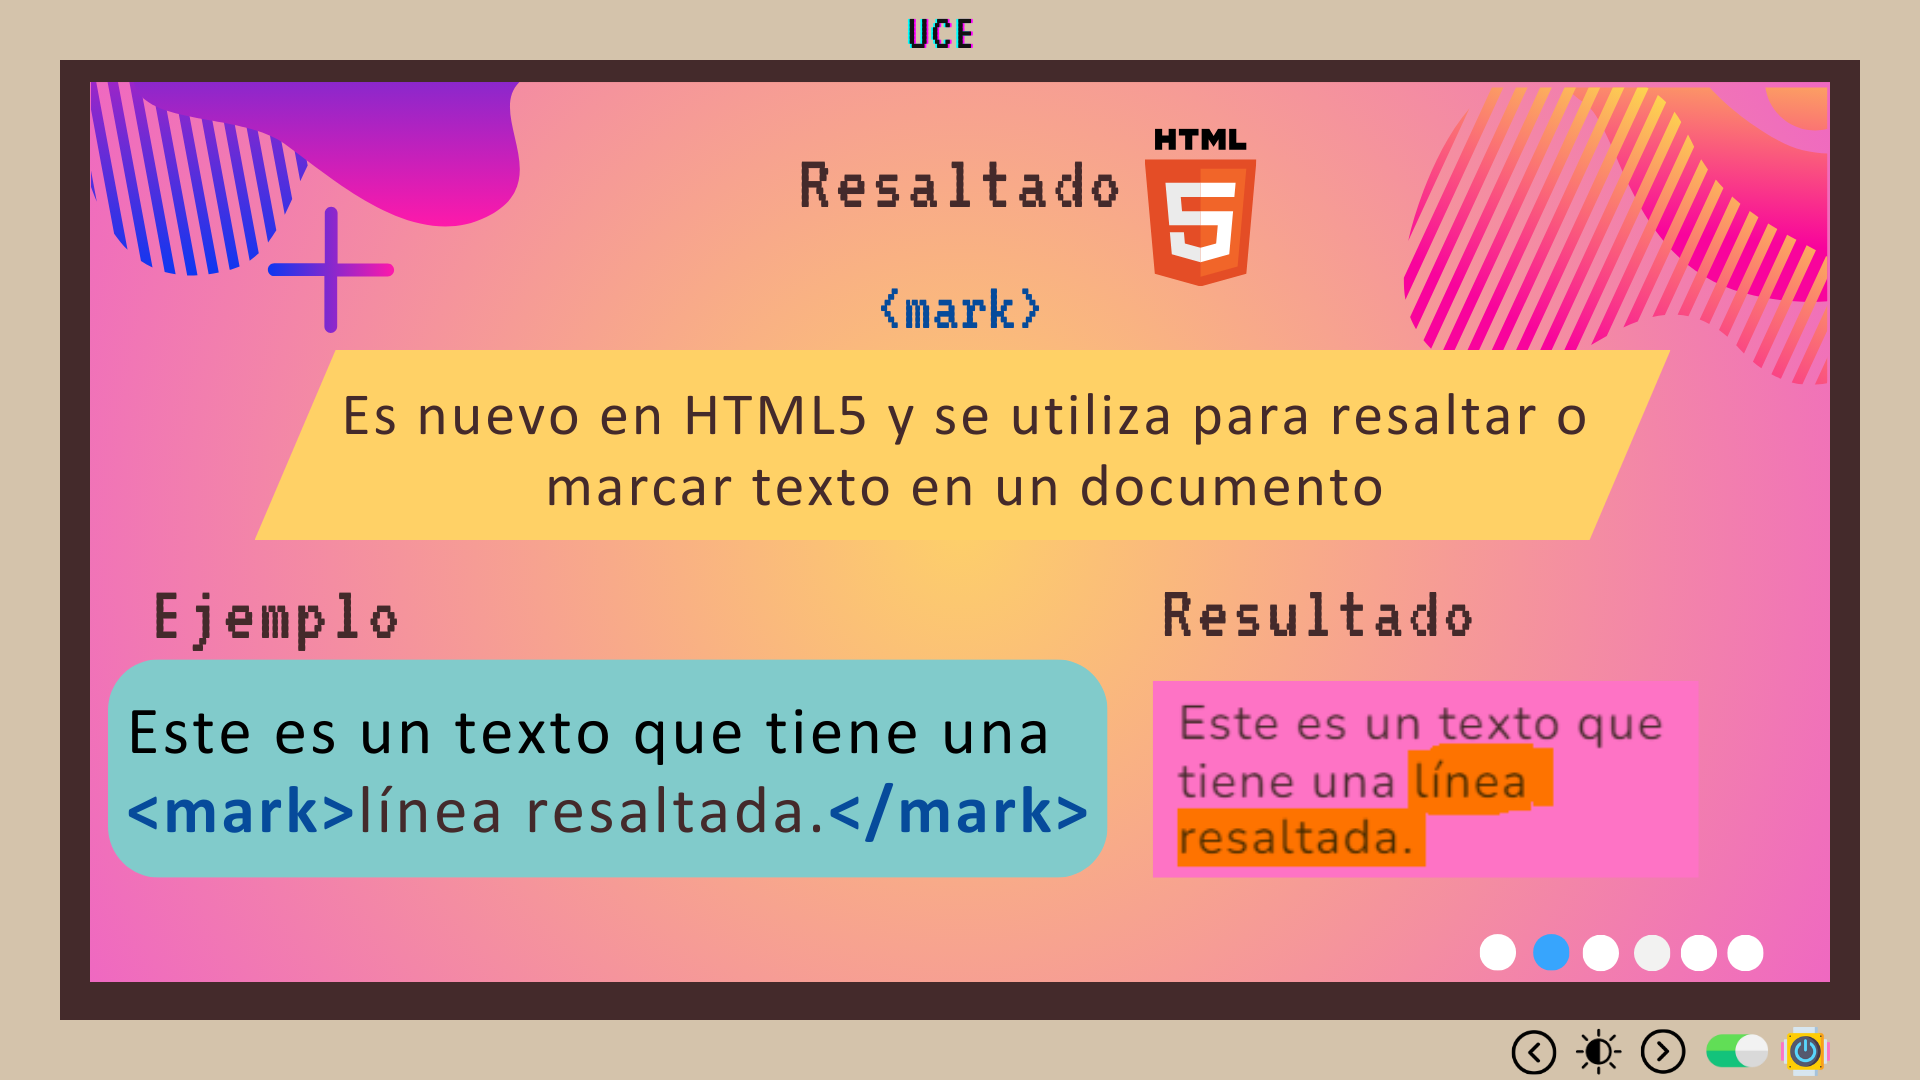 UCE
Resaltado
HTML
5
<mark>
Es nuevo en HTML5 y se utiliza para resaltar o
marcar texto en un documento
Ejemplo
Este es un texto que tiene una
<mark>línea resaltada.</mark>
Resultado
Este es un texto que
tiene una línea
resaltada.